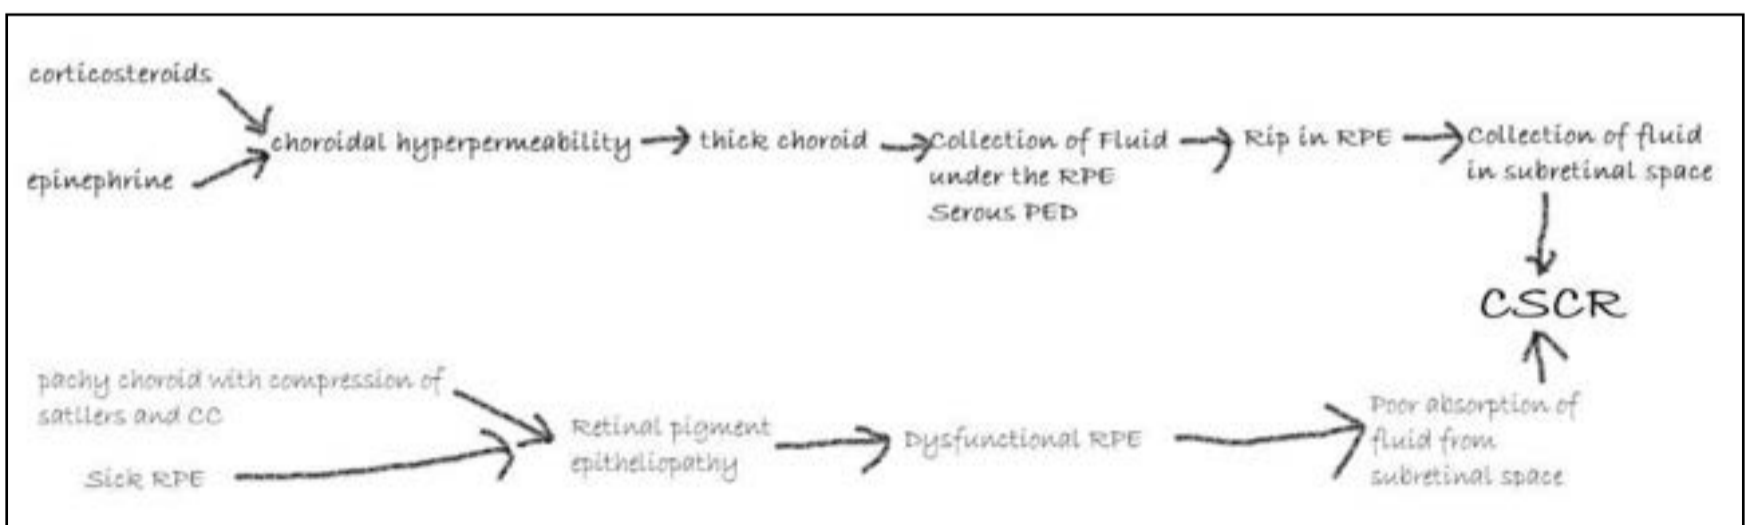 corticosteroids
epinephrine
choroidal hyperpermeability
thick choroid
Collection of Fluid
under the RPE
Serous PED
Rip in RPE
Collection of fluid
in subretinal space
CSCR
pachy choroid with compression of
satllers and CC
Sick RPE
Retinal pigment
epitheliopathy
Dysfunctional RPE
Poor absorption of
fluid from
subretinal space